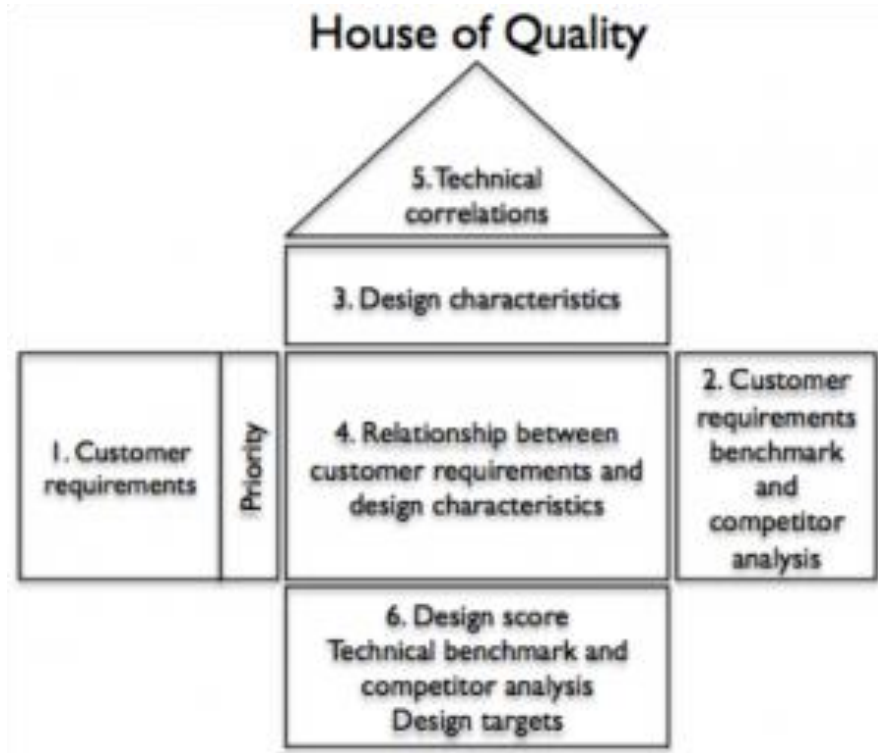 House of Quality
5. Technical
correlations
3. Design characteristics
1. Customer
requirements
Priority
4. Relationship between
customer requirements and
design characteristics
2. Customer
requirements
benchmark
and
competitor
analysis
6. Design score
Technical benchmark and
competitor analysis
Design targets